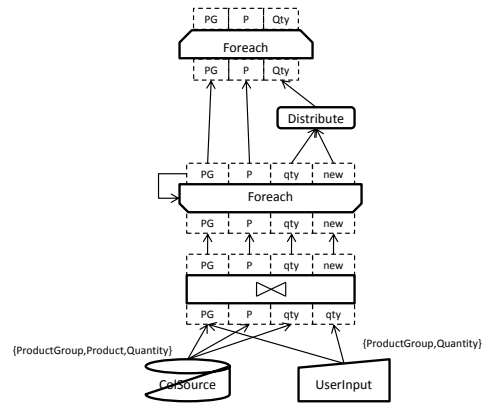 PG P Qty
Foreach
PG P Qty
Distribute
PG P qty new
Foreach
PG P qty new
PG P qty new
PG P qty qty
{ProductGroup,Product,Quantity}
{ProductGroup,Quantity}
ColSource
UserInput